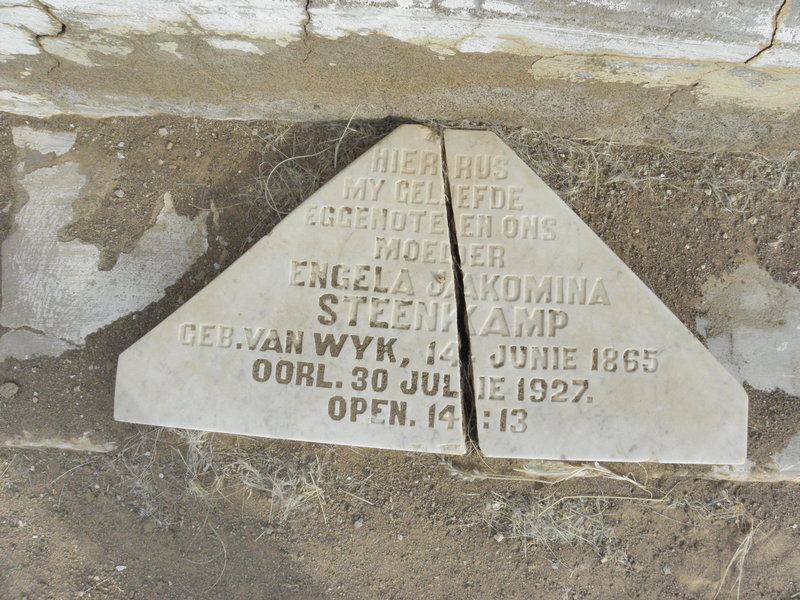 HIER RUS
MY GELIEFDE
EGGENOTE EN ONS
MOEDER
ENGELA JAKOMINA
STEENKAMP
GEB. VAN WYK, 14 JUNIE 1865
OORL. 30 JULIE 1927.
OPEN. 14:13